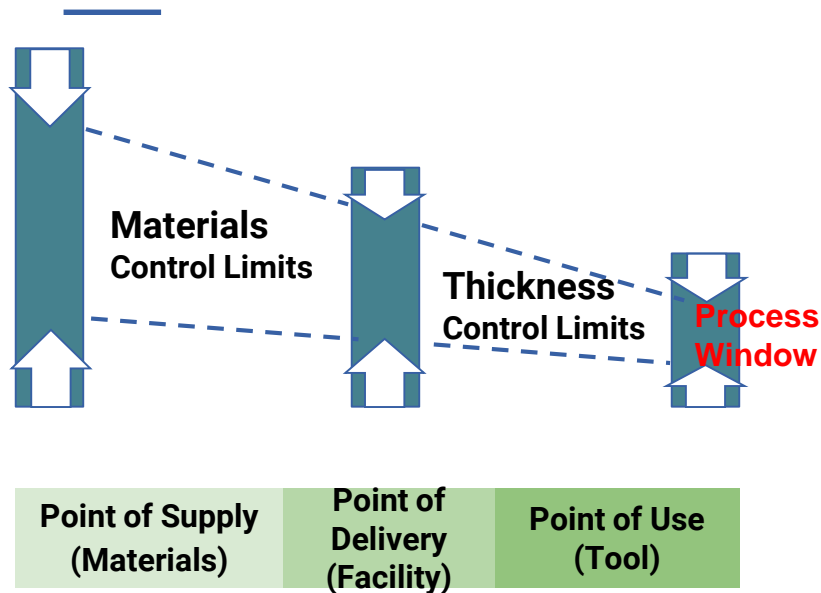 Materials
Control Limits
Thickness
Control Limits
Process
Window
Point of Supply
(Materials)
Point of
Delivery
(Facility)
Point of Use
(Tool)